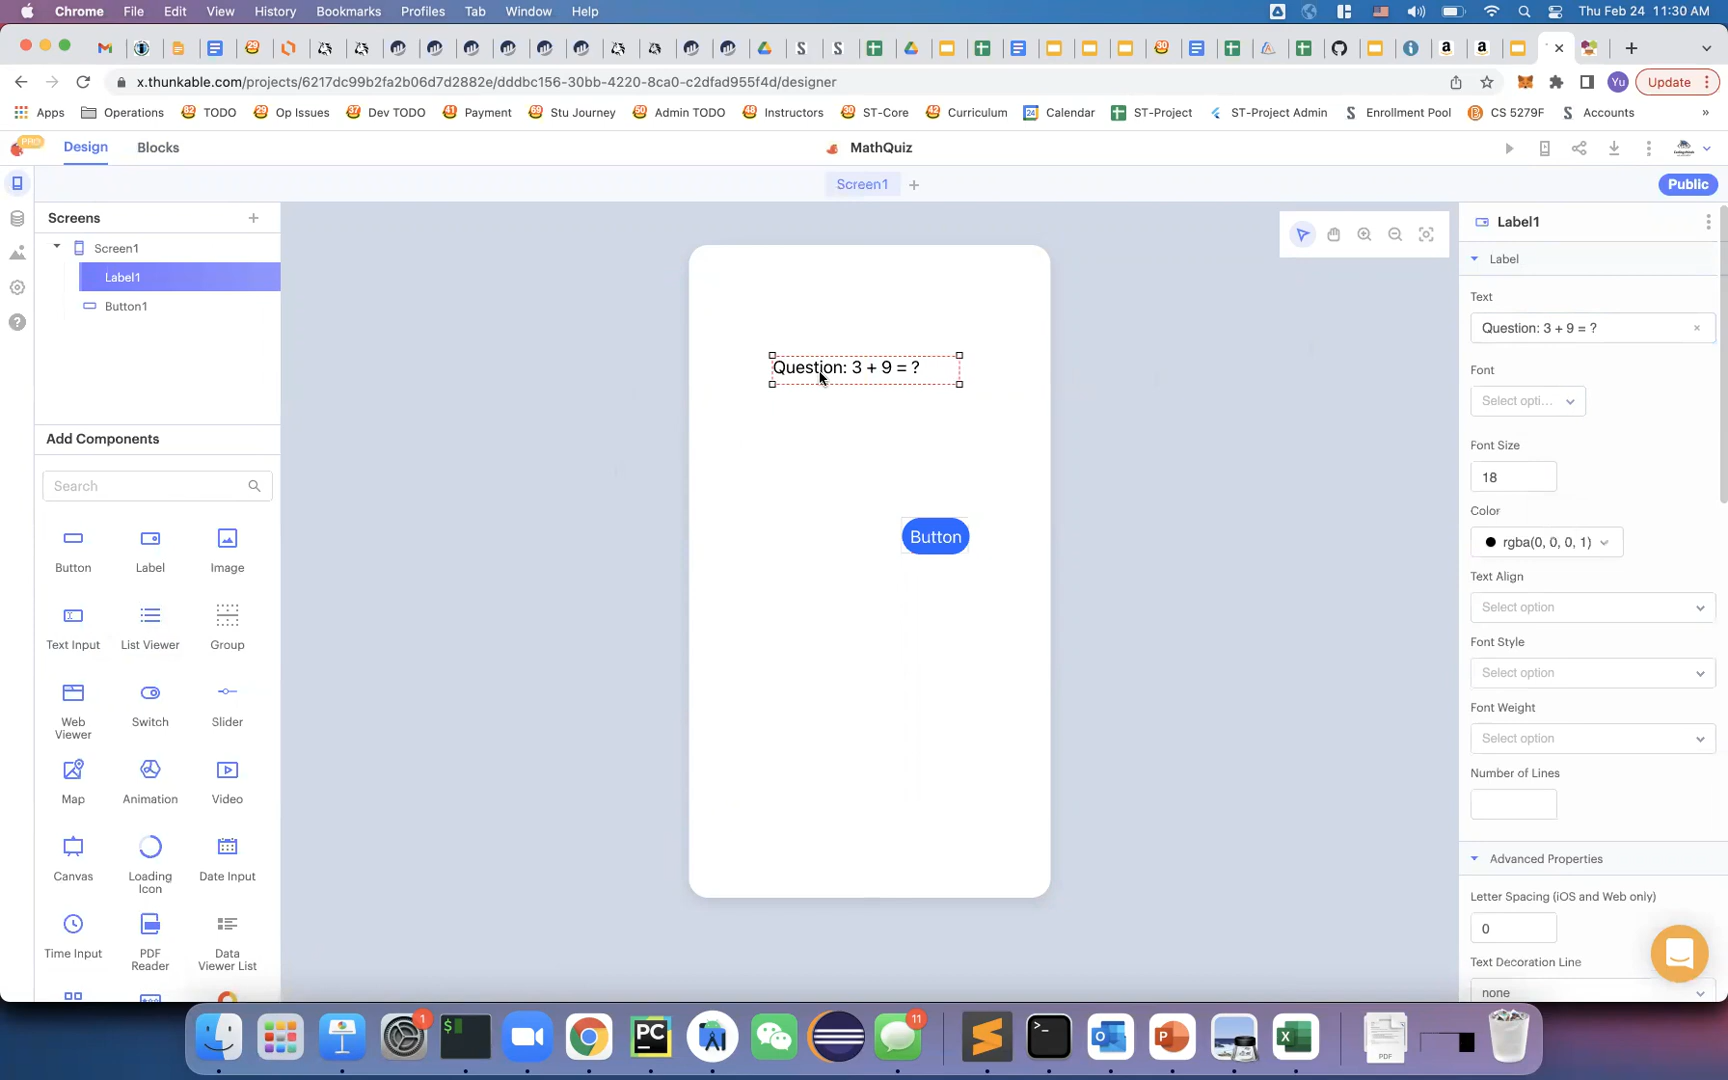 Chrome File Edit View History Bookmarks Profiles Tab Window Help Thu Feb 24 11:30 AM
x.thunkable.com/projects/6217dc99b2fa2b06d7d2882e/dddbc156-30bb-4220-8ca0-c2dfad955f4d/designer Yu Update
Apps Operations TODO Op Issues Dev TODO Payment Stu Journey Admin TODO Instructors ST-Core Curriculum Calendar ST-Project ST-Project Admin Enrollment Pool CS 5279F Accounts »
PRO Design Blocks MathQuiz
Screen1 + Public
Screens +
Screen1
Label1
Button1
Add Components
Search
Button Label Image
Text Input List Viewer Group
Web Viewer Switch Slider
Map Animation Video
Canvas Loading Icon Date Input
Time Input PDF Reader Data Viewer List
Question: 3 + 9 = ?
Button
Label1
Label
Text
Question: 3 + 9 = ? ×
Font
Select opti...
Font Size
18
Color
rgba(0, 0, 0, 1)
Text Align
Select option
Font Style
Select option
Font Weight
Select option
Number of Lines
Advanced Properties
Letter Spacing (iOS and Web only)
0
Text Decoration Line
none
1
PC
11
PDF